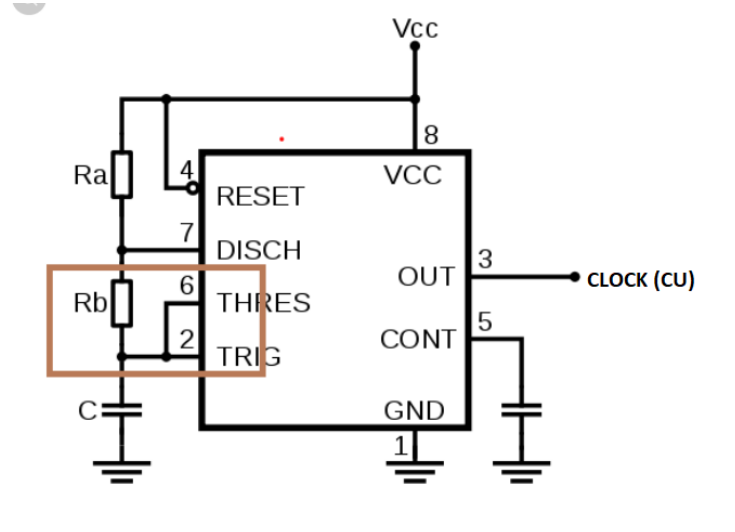 Vcc
8
VCC
Ra
4
RESET
7
DISCH
3
OUT
CLOCK (CU)
Rb
6
THRES
5
CONT
2
TRIG
C
GND
1